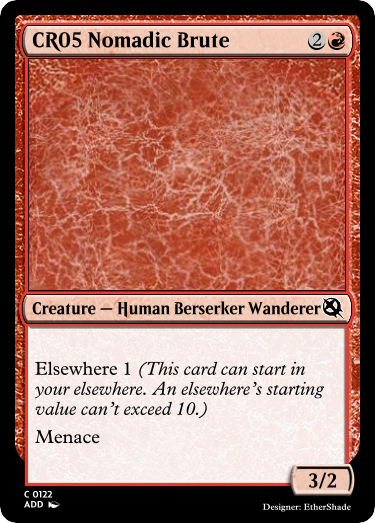 CR05 Nomadic Brute 2
Creature — Human Berserker Wanderer
Elsewhere 1 (This card can start in
your elsewhere. An elsewhere's starting
value can't exceed 10.)
Menace
3/2
C 0122
ADD
Designer: EtherShade